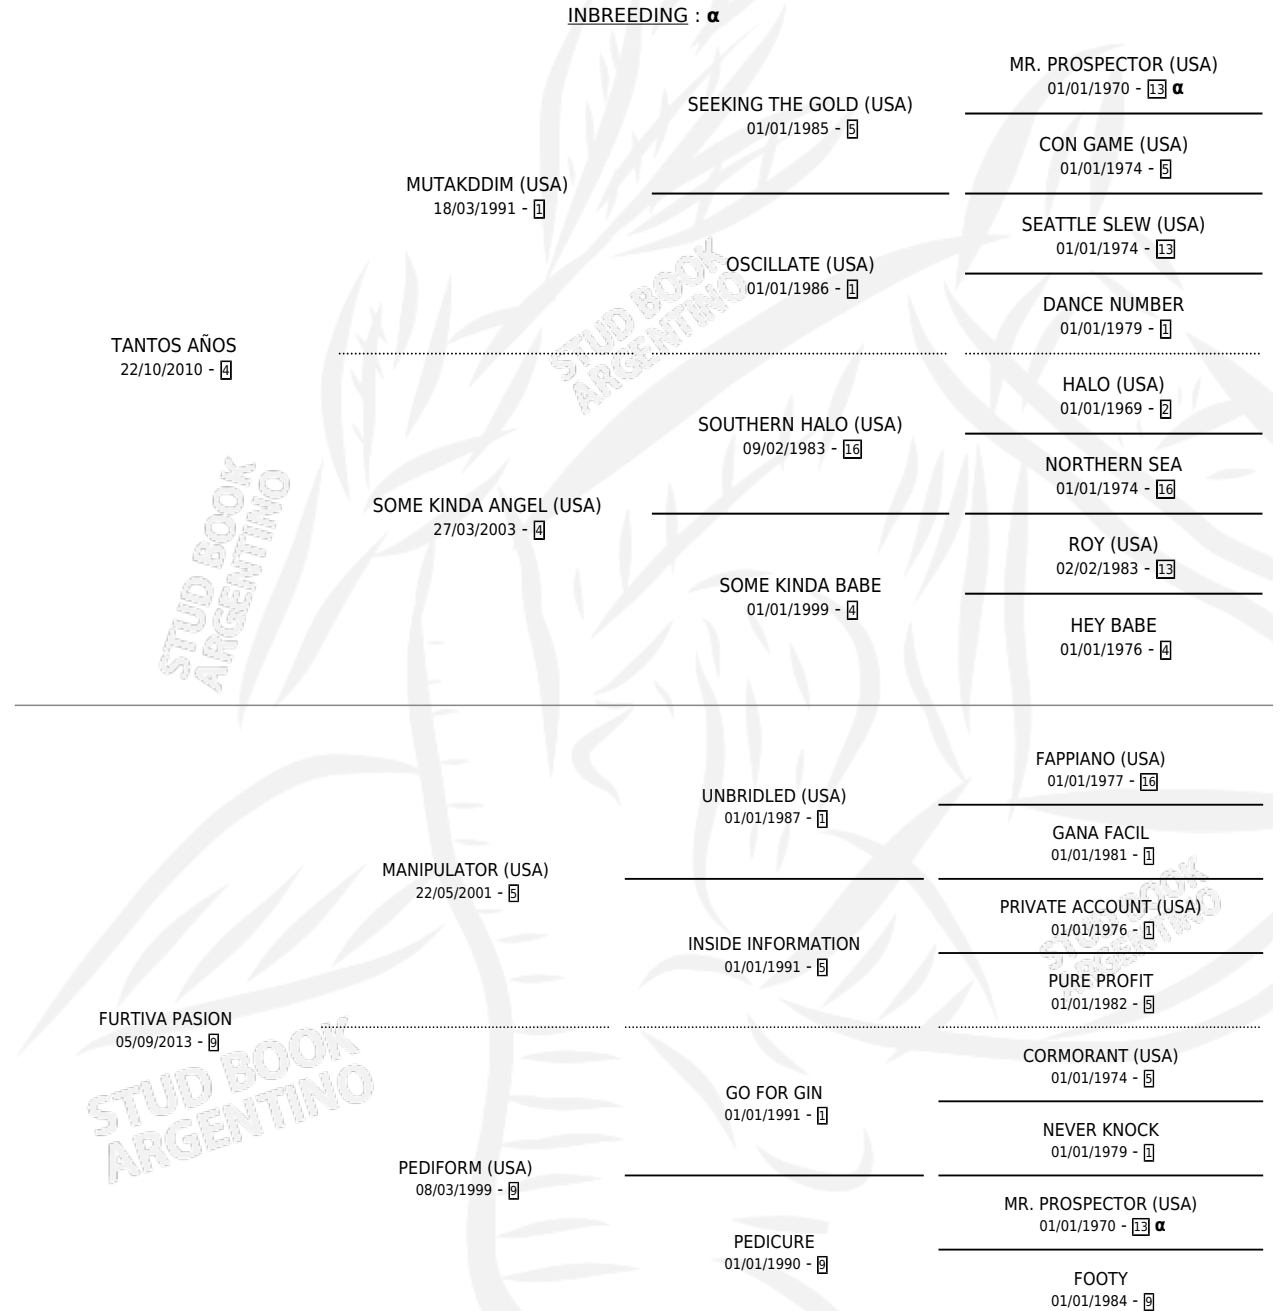 INBREEDING : α
MR. PROSPECTOR (USA)
01/01/1970 - 13 α
SEEKING THE GOLD (USA)
01/01/1985 - 5
CON GAME (USA)
01/01/1974 - 5
MUTAKDDIM (USA)
18/03/1991 - 1
SEATTLE SLEW (USA)
01/01/1974 - 13
OSCILLATE (USA)
01/01/1986 - 1
DANCE NUMBER
01/01/1979 - 1
TANTOS AÑOS
22/10/2010 - 4
HALO (USA)
01/01/1969 - 2
SOUTHERN HALO (USA)
09/02/1983 - 16
NORTHERN SEA
01/01/1974 - 16
SOME KINDA ANGEL (USA)
27/03/2003 - 4
ROY (USA)
02/02/1983 - 13
SOME KINDA BABE
01/01/1999 - 4
HEY BABE
01/01/1976 - 4
FAPPIANO (USA)
01/01/1977 - 16
UNBRIDLED (USA)
01/01/1987 - 1
GANA FACIL
01/01/1981 - 1
MANIPULATOR (USA)
22/05/2001 - 5
PRIVATE ACCOUNT (USA)
01/01/1976 - 1
INSIDE INFORMATION
01/01/1991 - 5
PURE PROFIT
01/01/1982 - 5
FURTIVA PASION
05/09/2013 - 9
CORMORANT (USA)
01/01/1974 - 5
GO FOR GIN
01/01/1991 - 1
NEVER KNOCK
01/01/1979 - 1
PEDIFORM (USA)
08/03/1999 - 9
MR. PROSPECTOR (USA)
01/01/1970 - 13 α
PEDICURE
01/01/1990 - 9
FOOTY
01/01/1984 - 9
STUD BOOK
ARGENTINO
STUD BOOK
ARGENTINO
STUD BOOK
ARGENTINO
STUD BOOK
ARGENTINO